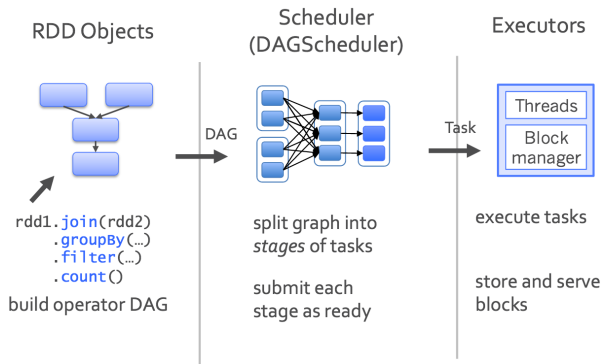 RDD Objects
rdd1.join(rdd2)
.groupBy(…)
.filter(…)
.count()
build operator DAG
DAG
Scheduler
(DAGScheduler)
split graph into
stages of tasks
submit each
stage as ready
Task
Executors
Threads
Block
manager
execute tasks
store and serve
blocks